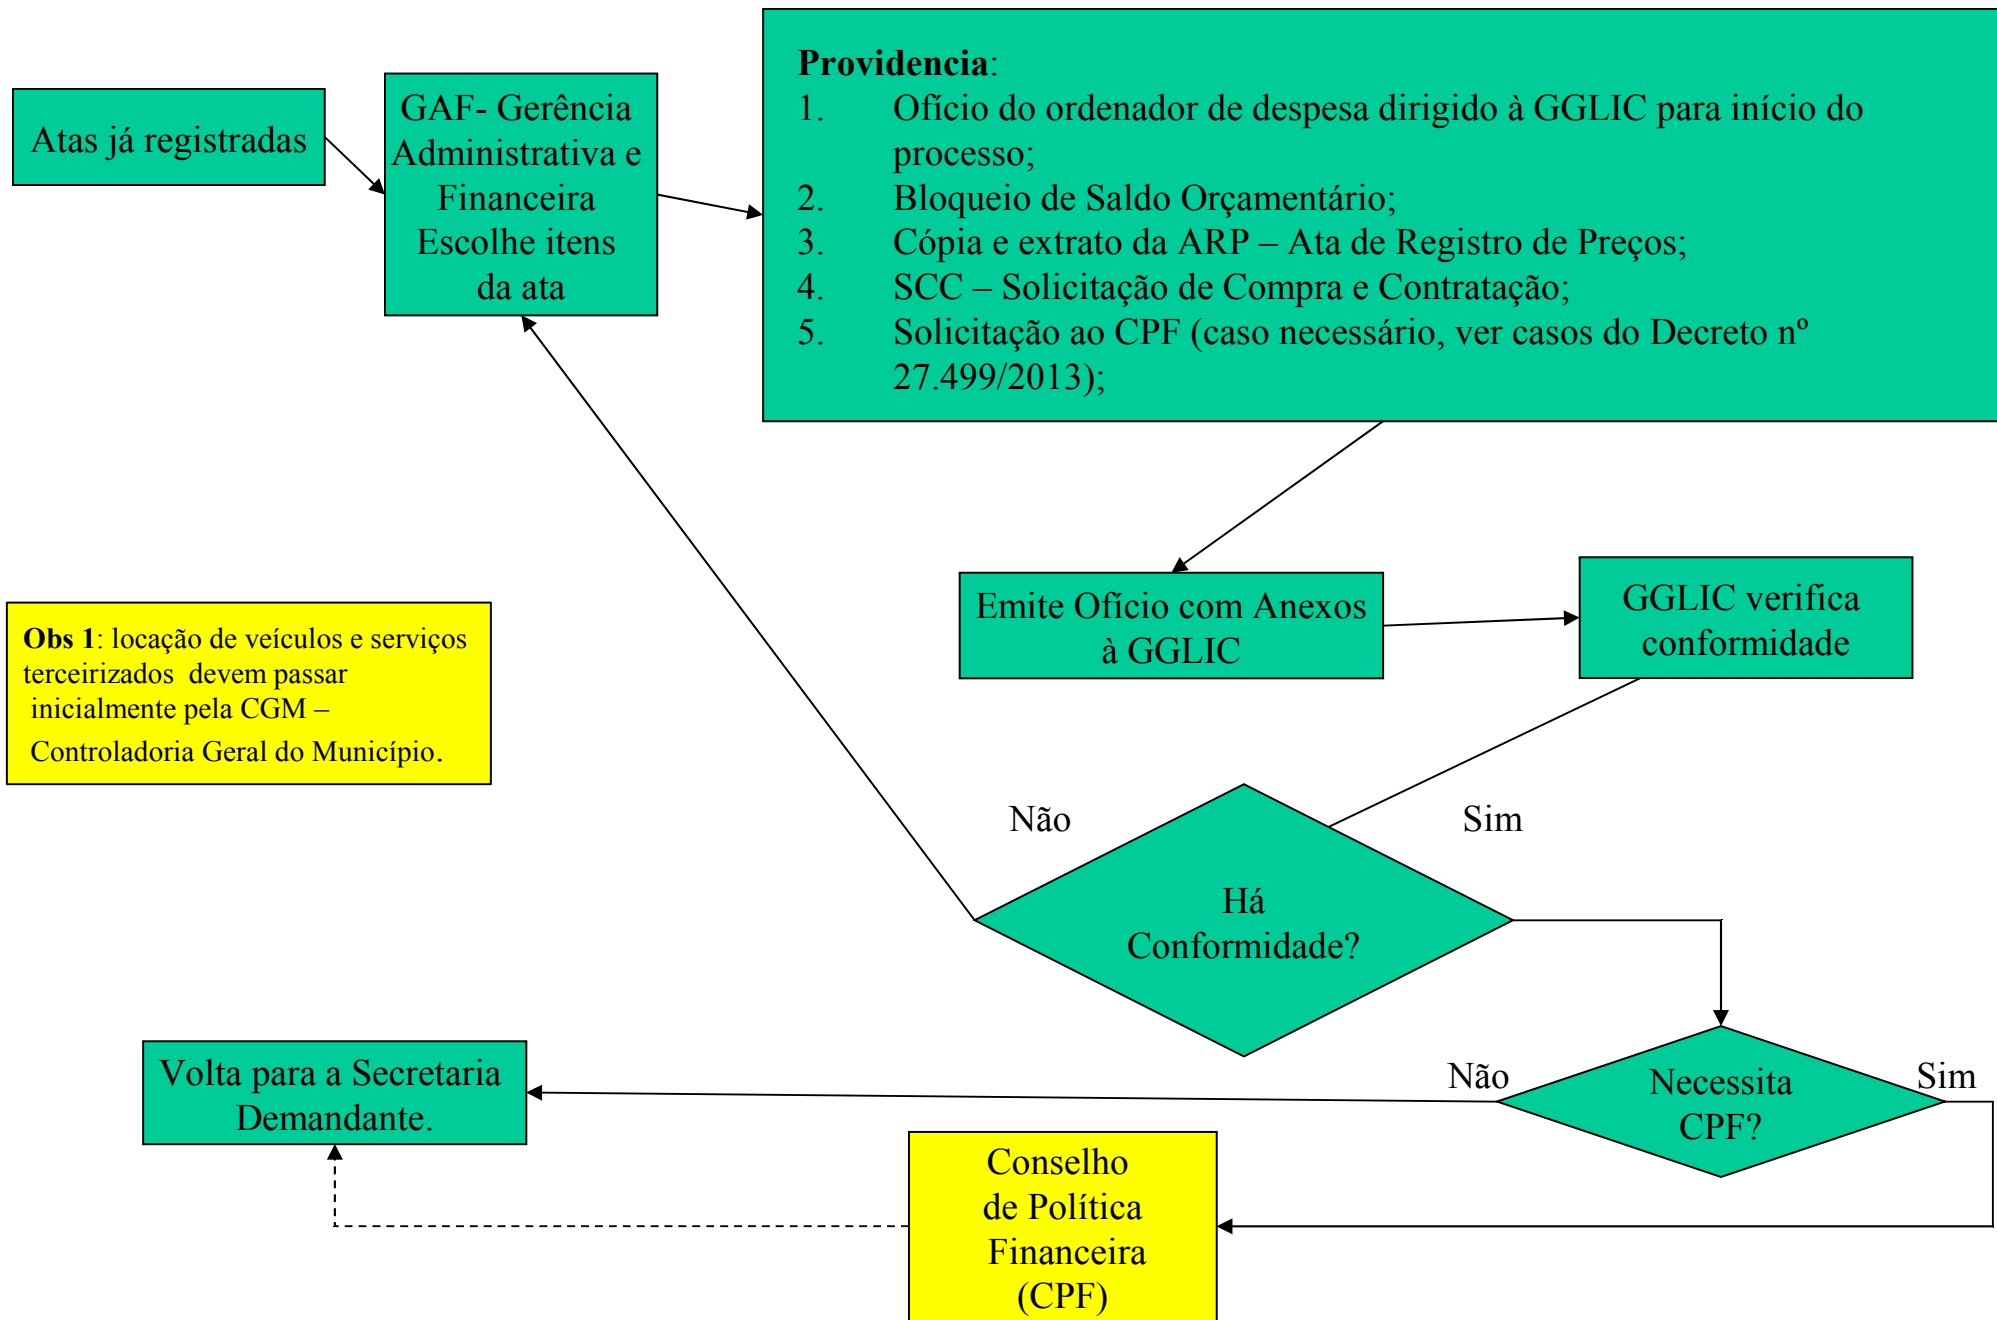 Atas já registradas
GAF- Gerência
Administrativa e
Financeira
Escolhe itens
da ata
Providencia:
1. Ofício do ordenador de despesa dirigido à GGLIC para início do
processo;
2. Bloqueio de Saldo Orçamentário;
3. Cópia e extrato da ARP – Ata de Registro de Preços;
4. SCC – Solicitação de Compra e Contratação;
5. Solicitação ao CPF (caso necessário, ver casos do Decreto nº
27.499/2013);
Emite Ofício com Anexos
à GGLIC
GGLIC verifica
conformidade
Obs 1: locação de veículos e serviços
terceirizados devem passar
inicialmente pela CGM –
Controladoria Geral do Município.
Não
Sim
Há
Conformidade?
Volta para a Secretaria
Demandante.
Não
Necessita
CPF?
Sim
Conselho
de Política
Financeira
(CPF)